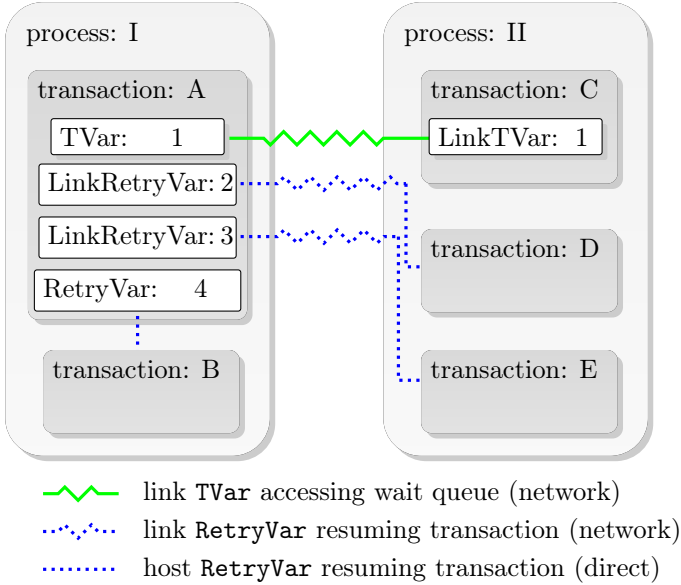 process: I
transaction: A
TVar: 1
LinkRetryVar: 2
LinkRetryVar: 3
RetryVar: 4
transaction: B
process: II
transaction: C
LinkTVar: 1
transaction: D
transaction: E
link TVar accessing wait queue (network)
link RetryVar resuming transaction (network)
host RetryVar resuming transaction (direct)